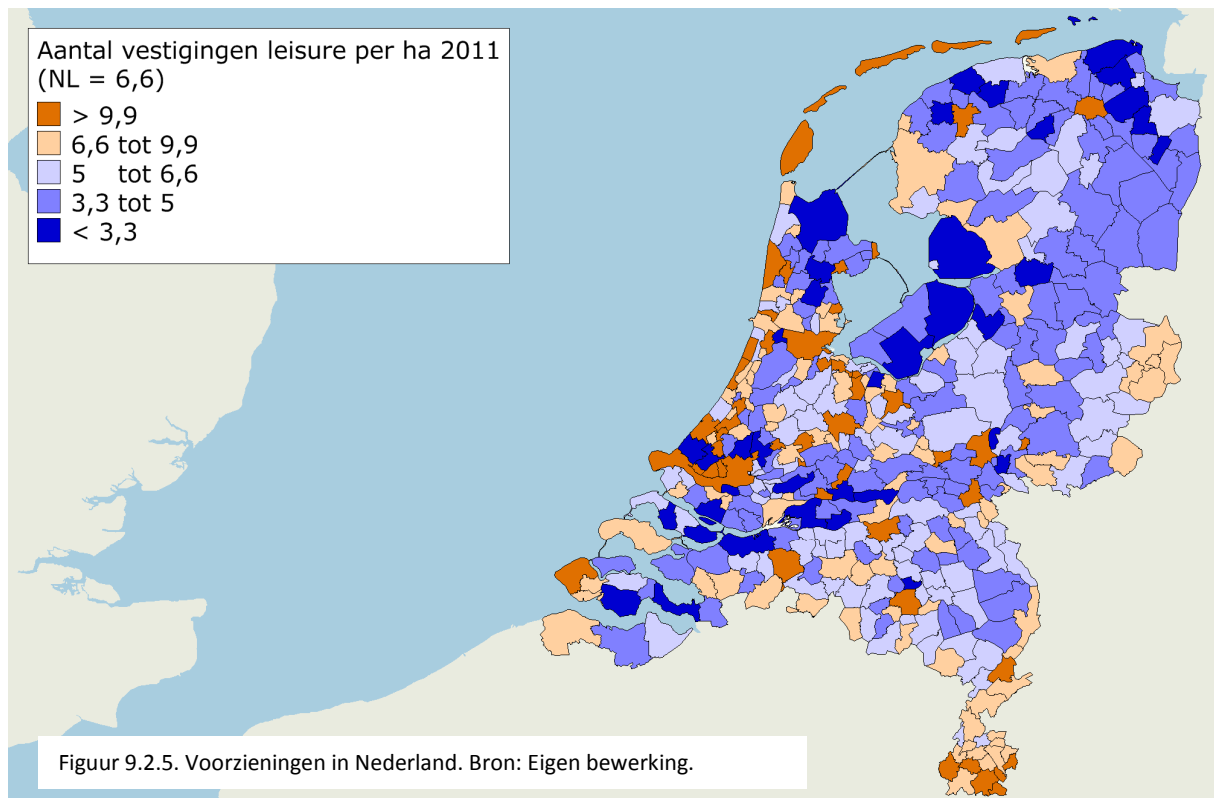 Aantal vestigingen leisure per ha 2011
(NL = 6,6)
> 9,9
6,6 tot 9,9
5 tot 6,6
3,3 tot 5
< 3,3
Figuur 9.2.5. Voorzieningen in Nederland. Bron: Eigen bewerking.